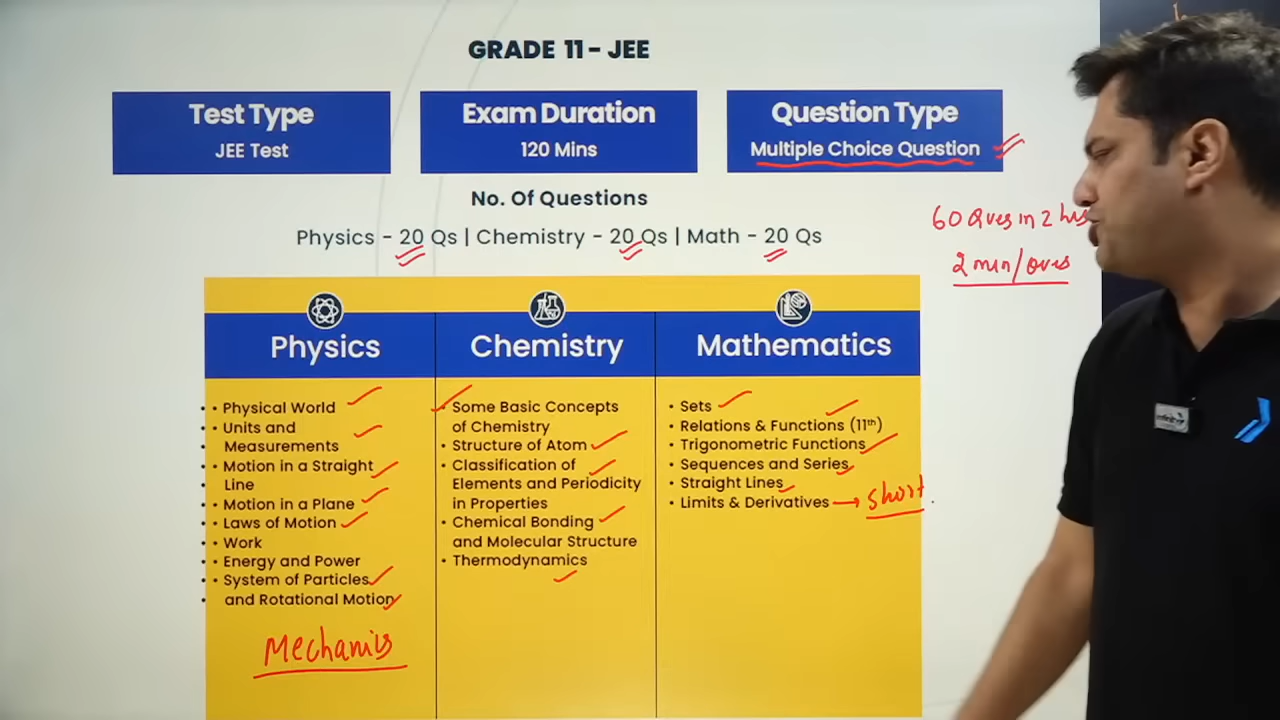 GRADE 11 - JEE
Test Type
JEE Test
Exam Duration
120 Mins
Question Type
Multiple Choice Question
No. Of Questions
Physics - 20 Qs | Chemistry - 20 Qs | Math - 20 Qs
60 Ques in 2 hrs
2 min/Ques
Physics
• • Physical World
• • Units and
• Measurements
• • Motion in a Straight
• Line
• • Motion in a Plane
• • Laws of Motion
• • Work
• • Energy and Power
• • System of Particles
• and Rotational Motion
Mechanics
Chemistry
• Some Basic Concepts
of Chemistry
• Structure of Atom
• Classification of
Elements and Periodicity
in Properties
• Chemical Bonding
and Molecular Structure
• Thermodynamics
Mathematics
• Sets
• Relations & Functions (11th)
• Trigonometric Functions
• Sequences and Series
• Straight Lines
• Limits & Derivatives → Short